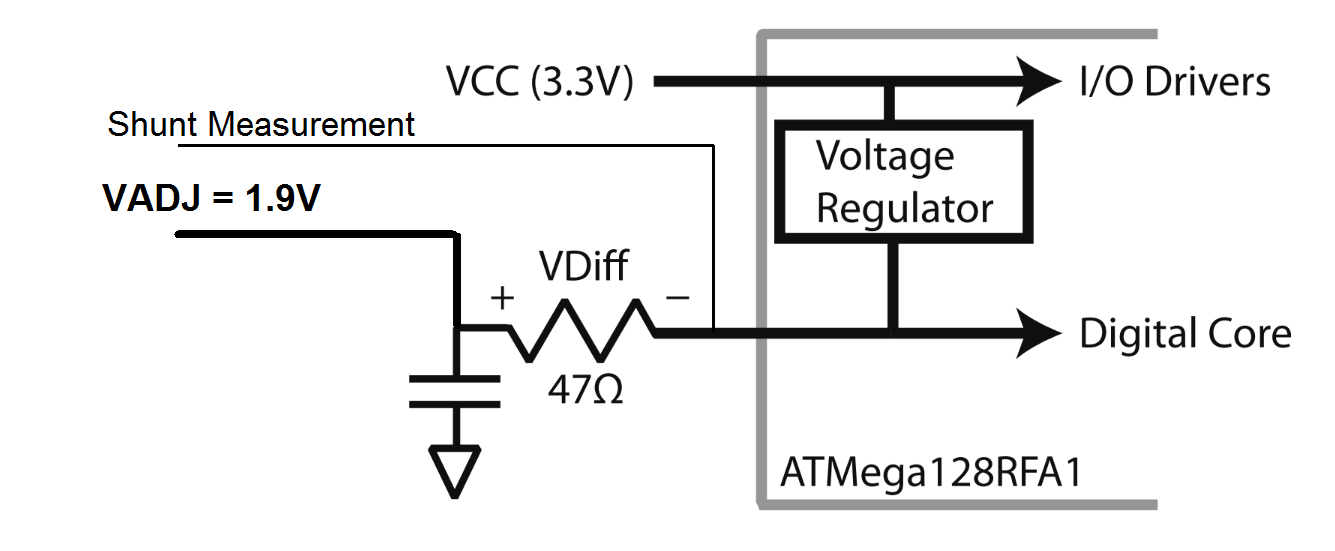 VCC (3.3V)
I/O Drivers
Shunt Measurement
Voltage
Regulator
VADJ = 1.9V
VDiff
+
−
47Ω
Digital Core
ATMega128RFA1